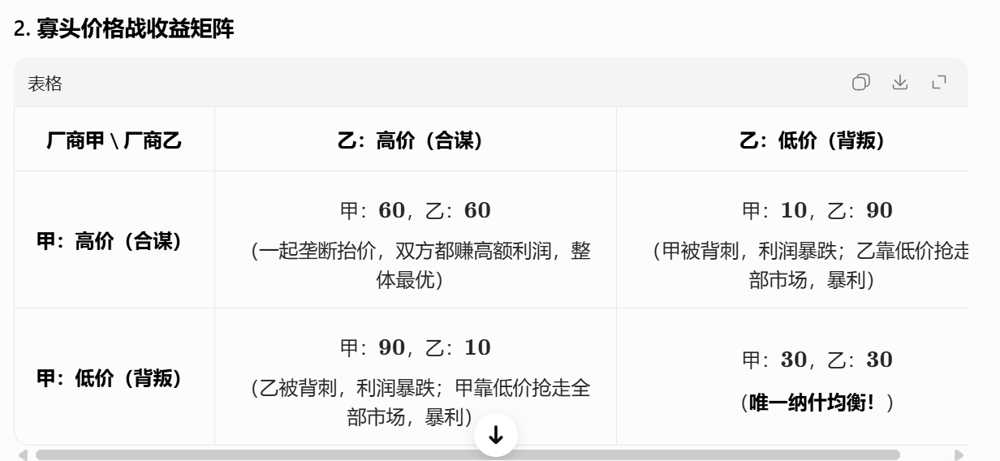 2. 寡头价格战收益矩阵
表格
厂商甲 \ 厂商乙
乙：高价（合谋）
乙：低价（背叛）
甲：高价（合谋）
甲：60，乙：60
（一起垄断抬价，双方都赚高额利润，整
体最优）
甲：10，乙：90
（甲被背刺，利润暴跌；乙靠低价抢走
部市场，暴利）
甲：低价（背叛）
甲：90，乙：10
（乙被背刺，利润暴跌；甲靠低价抢走全
部市场，暴利）
甲：30，乙：30
（唯一纳什均衡！）